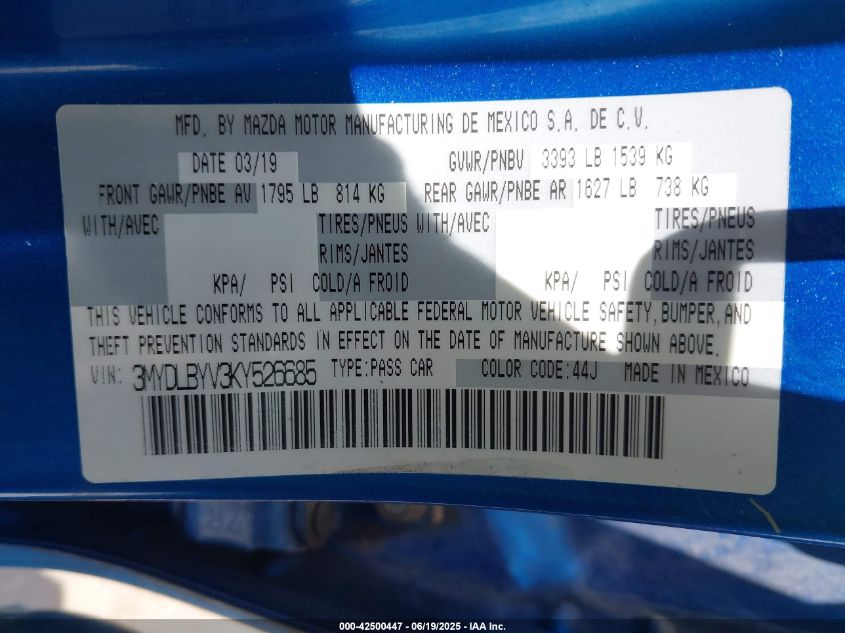 MFD. BY MAZDA MOTOR MANUFACTURING DE MEXICO S.A. DE C.V.
DATE 03/19 GVWR/PNBV 3393 LB 1539 KG
FRONT GAWR/PNBE AV 1795 LB 814 KG REAR GAWR/PNBE AR 1627 LB 738 KG
WITH/AVEC TIRES/PNEUS WITH/AVEC TIRES/PNEUS
RIMS/JANTES RIMS/JANTES
KPA/ PSI COLD/A FROID KPA/ PSI COLD/A FROID
THIS VEHICLE CONFORMS TO ALL APPLICABLE FEDERAL MOTOR VEHICLE SAFETY, BUMPER, AND
THEFT PREVENTION STANDARDS IN EFFECT ON THE DATE OF MANUFACTURE SHOWN ABOVE.
VIN: 3MYDLBYV3KY526685 TYPE:PASS CAR COLOR CODE:44J MADE IN MEXICO
000-42500447 - 06/19/2025 - IAA Inc.